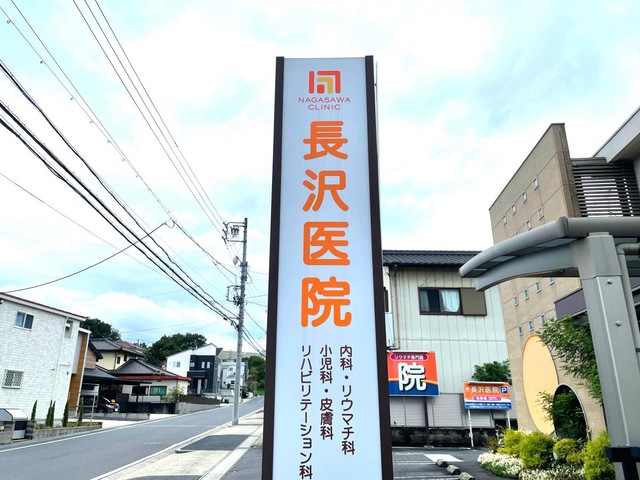 NAGASAWA
CLINIC
長沢医院
内科・リウマチ科
小児科・皮膚科
リハビリテーション科
リウマチ専門医
院
長沢医院 P